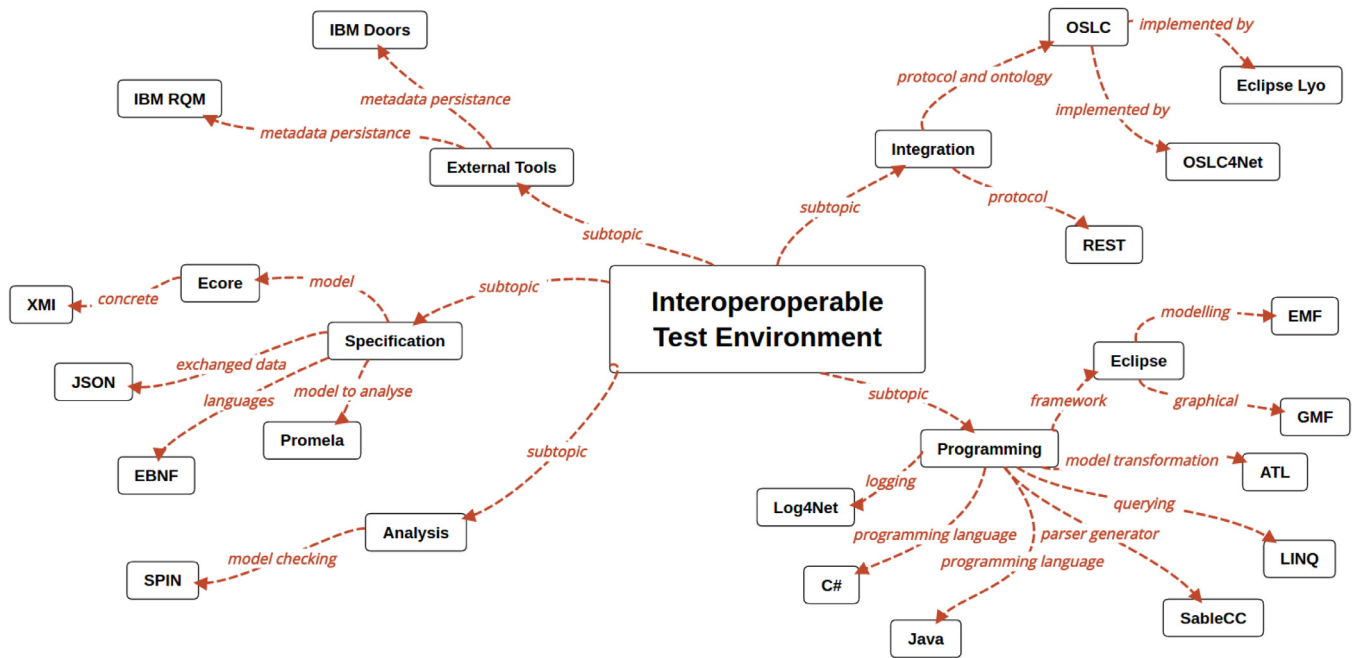 IBM Doors
OSLC
implemented by
Eclipse Lyo
protocol and ontology
IBM RQM
metadata persistance
metadata persistance
implemented by
External Tools
Integration
OSLC4Net
subtopic
protocol
subtopic
REST
Ecore
model
subtopic
XMI
concrete
Interoperoperable
Test Environment
Specification
modelling
EMF
Eclipse
exchanged data
JSON
languages
model to analyse
subtopic
framework
graphical
GMF
Promela
Programming
EBNF
subtopic
model transformation
ATL
logging
Log4Net
querying
Analysis
programming language
parser generator
model checking
programming language
LINQ
SPIN
C#
SableCC
Java